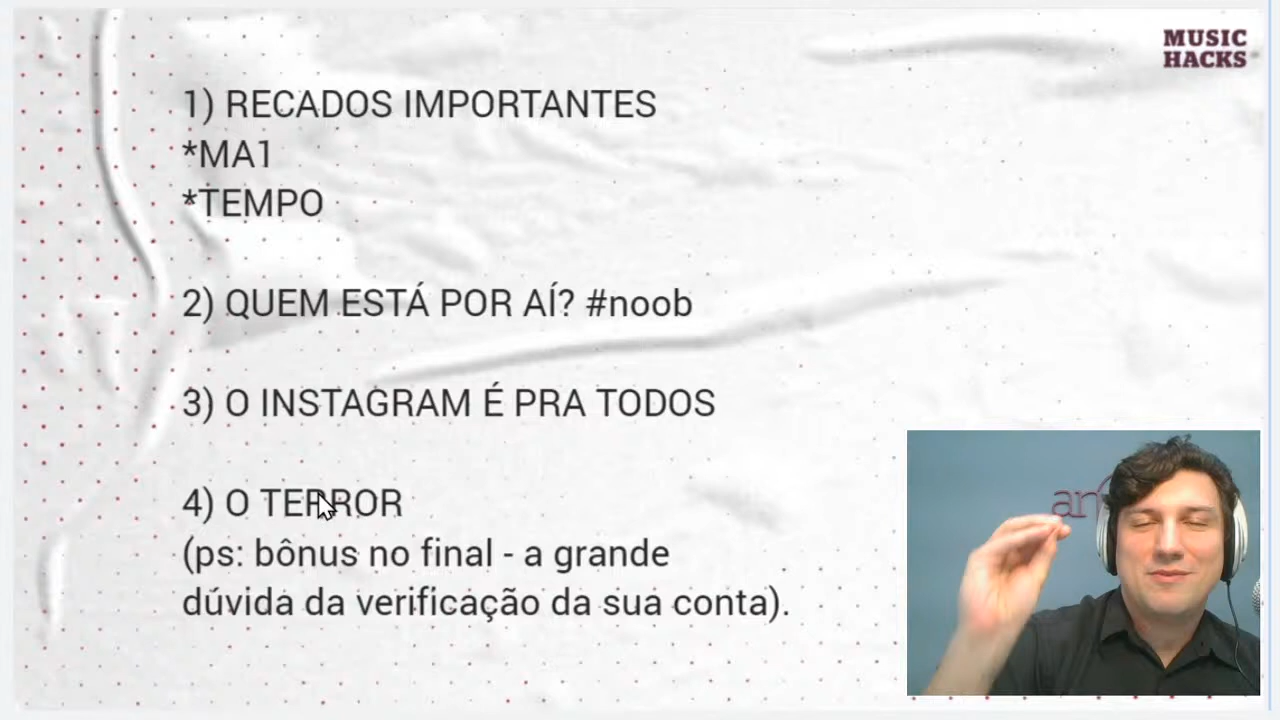 MUSIC
HACKS
1) RECADOS IMPORTANTES
*MA1
*TEMPO
2) QUEM ESTÁ POR AÍ? #noob
3) O INSTAGRAM É PRA TODOS
4) O TERROR
(ps: bônus no final - a grande
dúvida da verificação da sua conta).